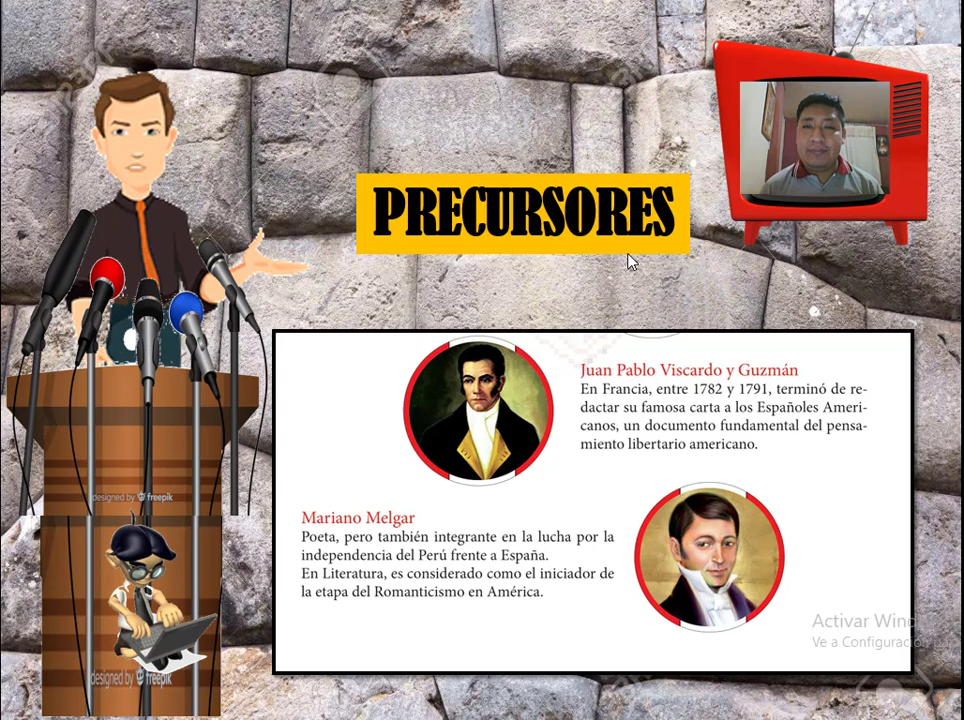 PRECURSORES
Juan Pablo Viscardo y Guzmán
En Francia, entre 1782 y 1791, terminó de re-
dactar su famosa carta a los Españoles Ameri-
canos, un documento fundamental del pensa-
miento libertario americano.
Mariano Melgar
Poeta, pero también integrante en la lucha por la
independencia del Perú frente a España.
En Literatura, es considerado como el iniciador de
la etapa del Romanticismo en América.
designed by freepik
designed by freepik
Activar Wind
Ve a Configuración